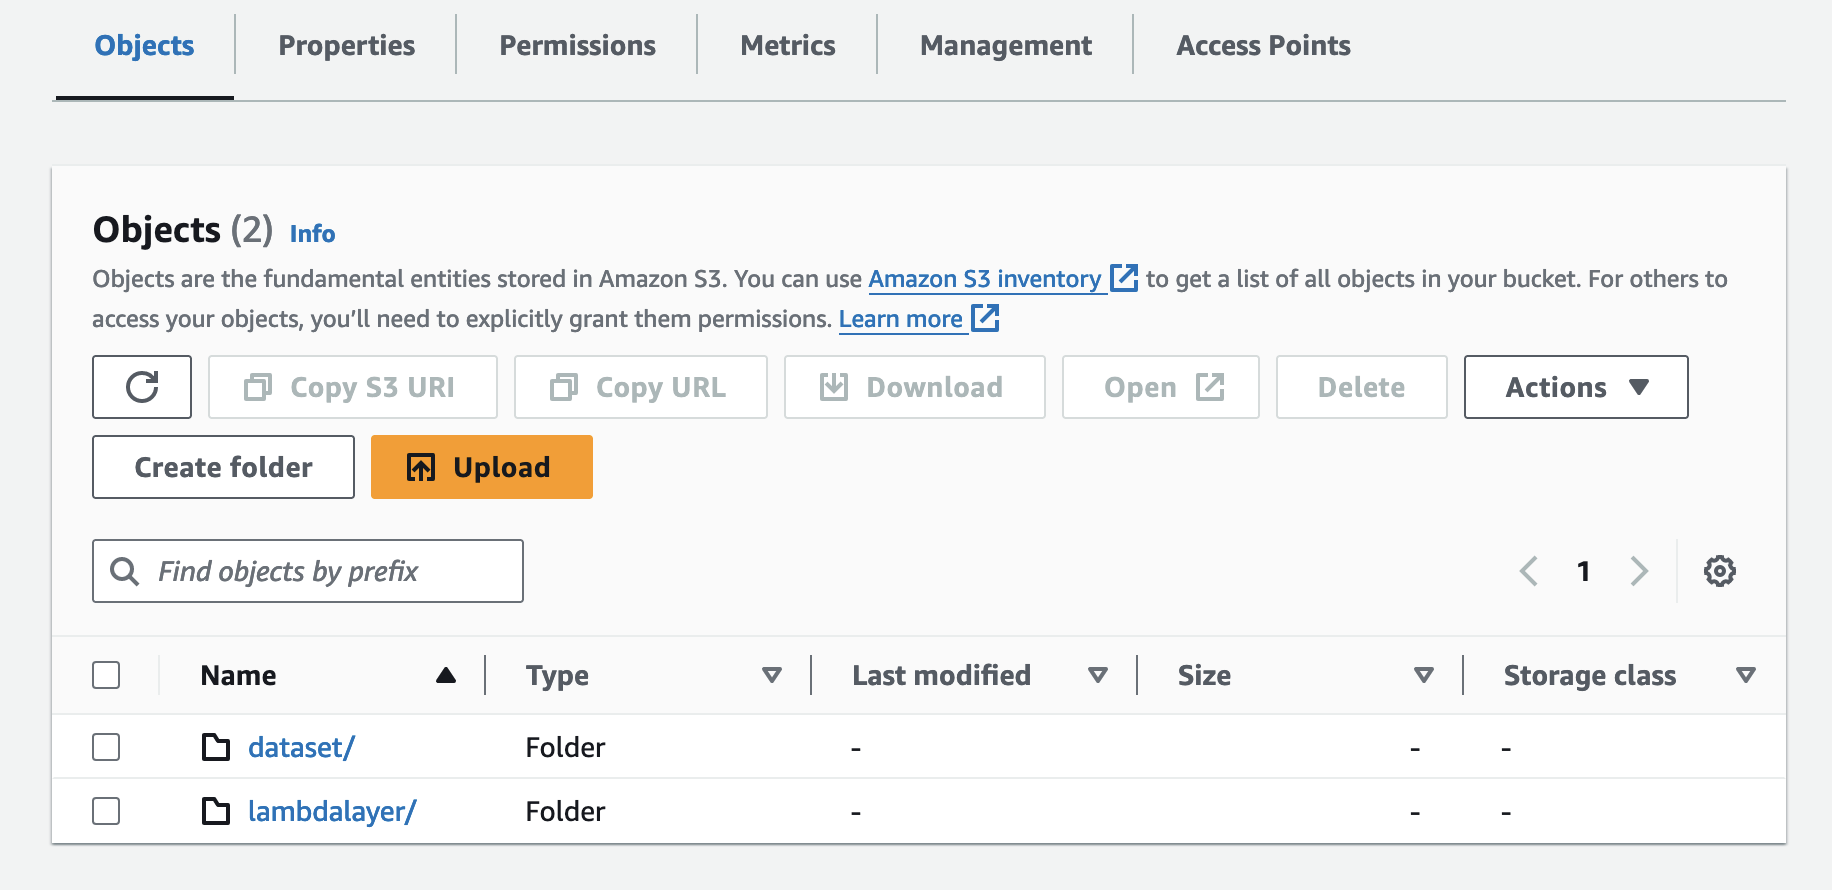 Objects
Properties
Permissions
Metrics
Management
Access Points
Objects (2) Info
Objects are the fundamental entities stored in Amazon S3. You can use Amazon S3 inventory to get a list of all objects in your bucket. For others to
access your objects, you’ll need to explicitly grant them permissions. Learn more
Copy S3 URI
Copy URL
Download
Open
Delete
Actions
Create folder
Upload
Find objects by prefix
1
Name
Type
Last modified
Size
Storage class
dataset/ Folder - - -
lambdalayer/ Folder - - -